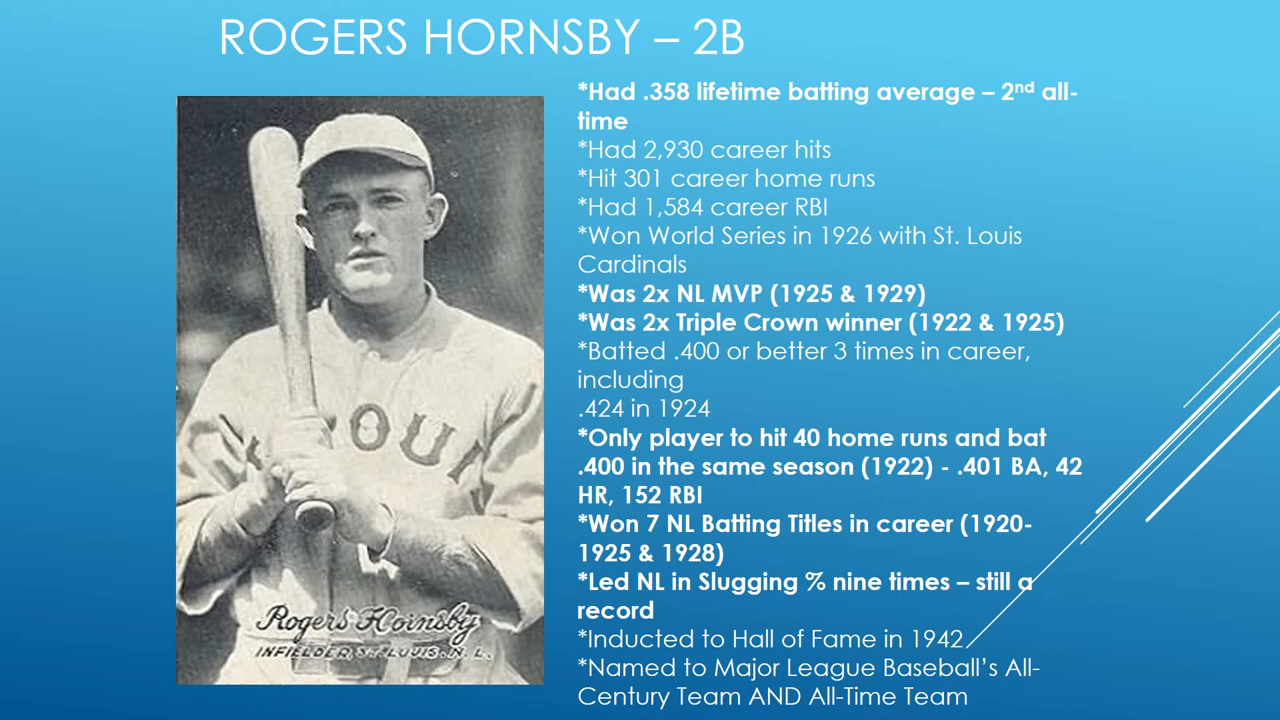 ROGERS HORNSBY – 2B
*Had .358 lifetime batting average – 2nd all-
time
*Had 2,930 career hits
*Hit 301 career home runs
*Had 1,584 career RBI
*Won World Series in 1926 with St. Louis
Cardinals
*Was 2x NL MVP (1925 & 1929)
*Was 2x Triple Crown winner (1922 & 1925)
*Batted .400 or better 3 times in career,
including
.424 in 1924
*Only player to hit 40 home runs and bat
.400 in the same season (1922) - .401 BA, 42
HR, 152 RBI
*Won 7 NL Batting Titles in career (1920-
1925 & 1928)
*Led NL in Slugging % nine times – still a
record
*Inducted to Hall of Fame in 1942
*Named to Major League Baseball’s All-
Century Team AND All-Time Team
Rogers Hornsby
INFIELDER, ST. LOUIS. N. L.